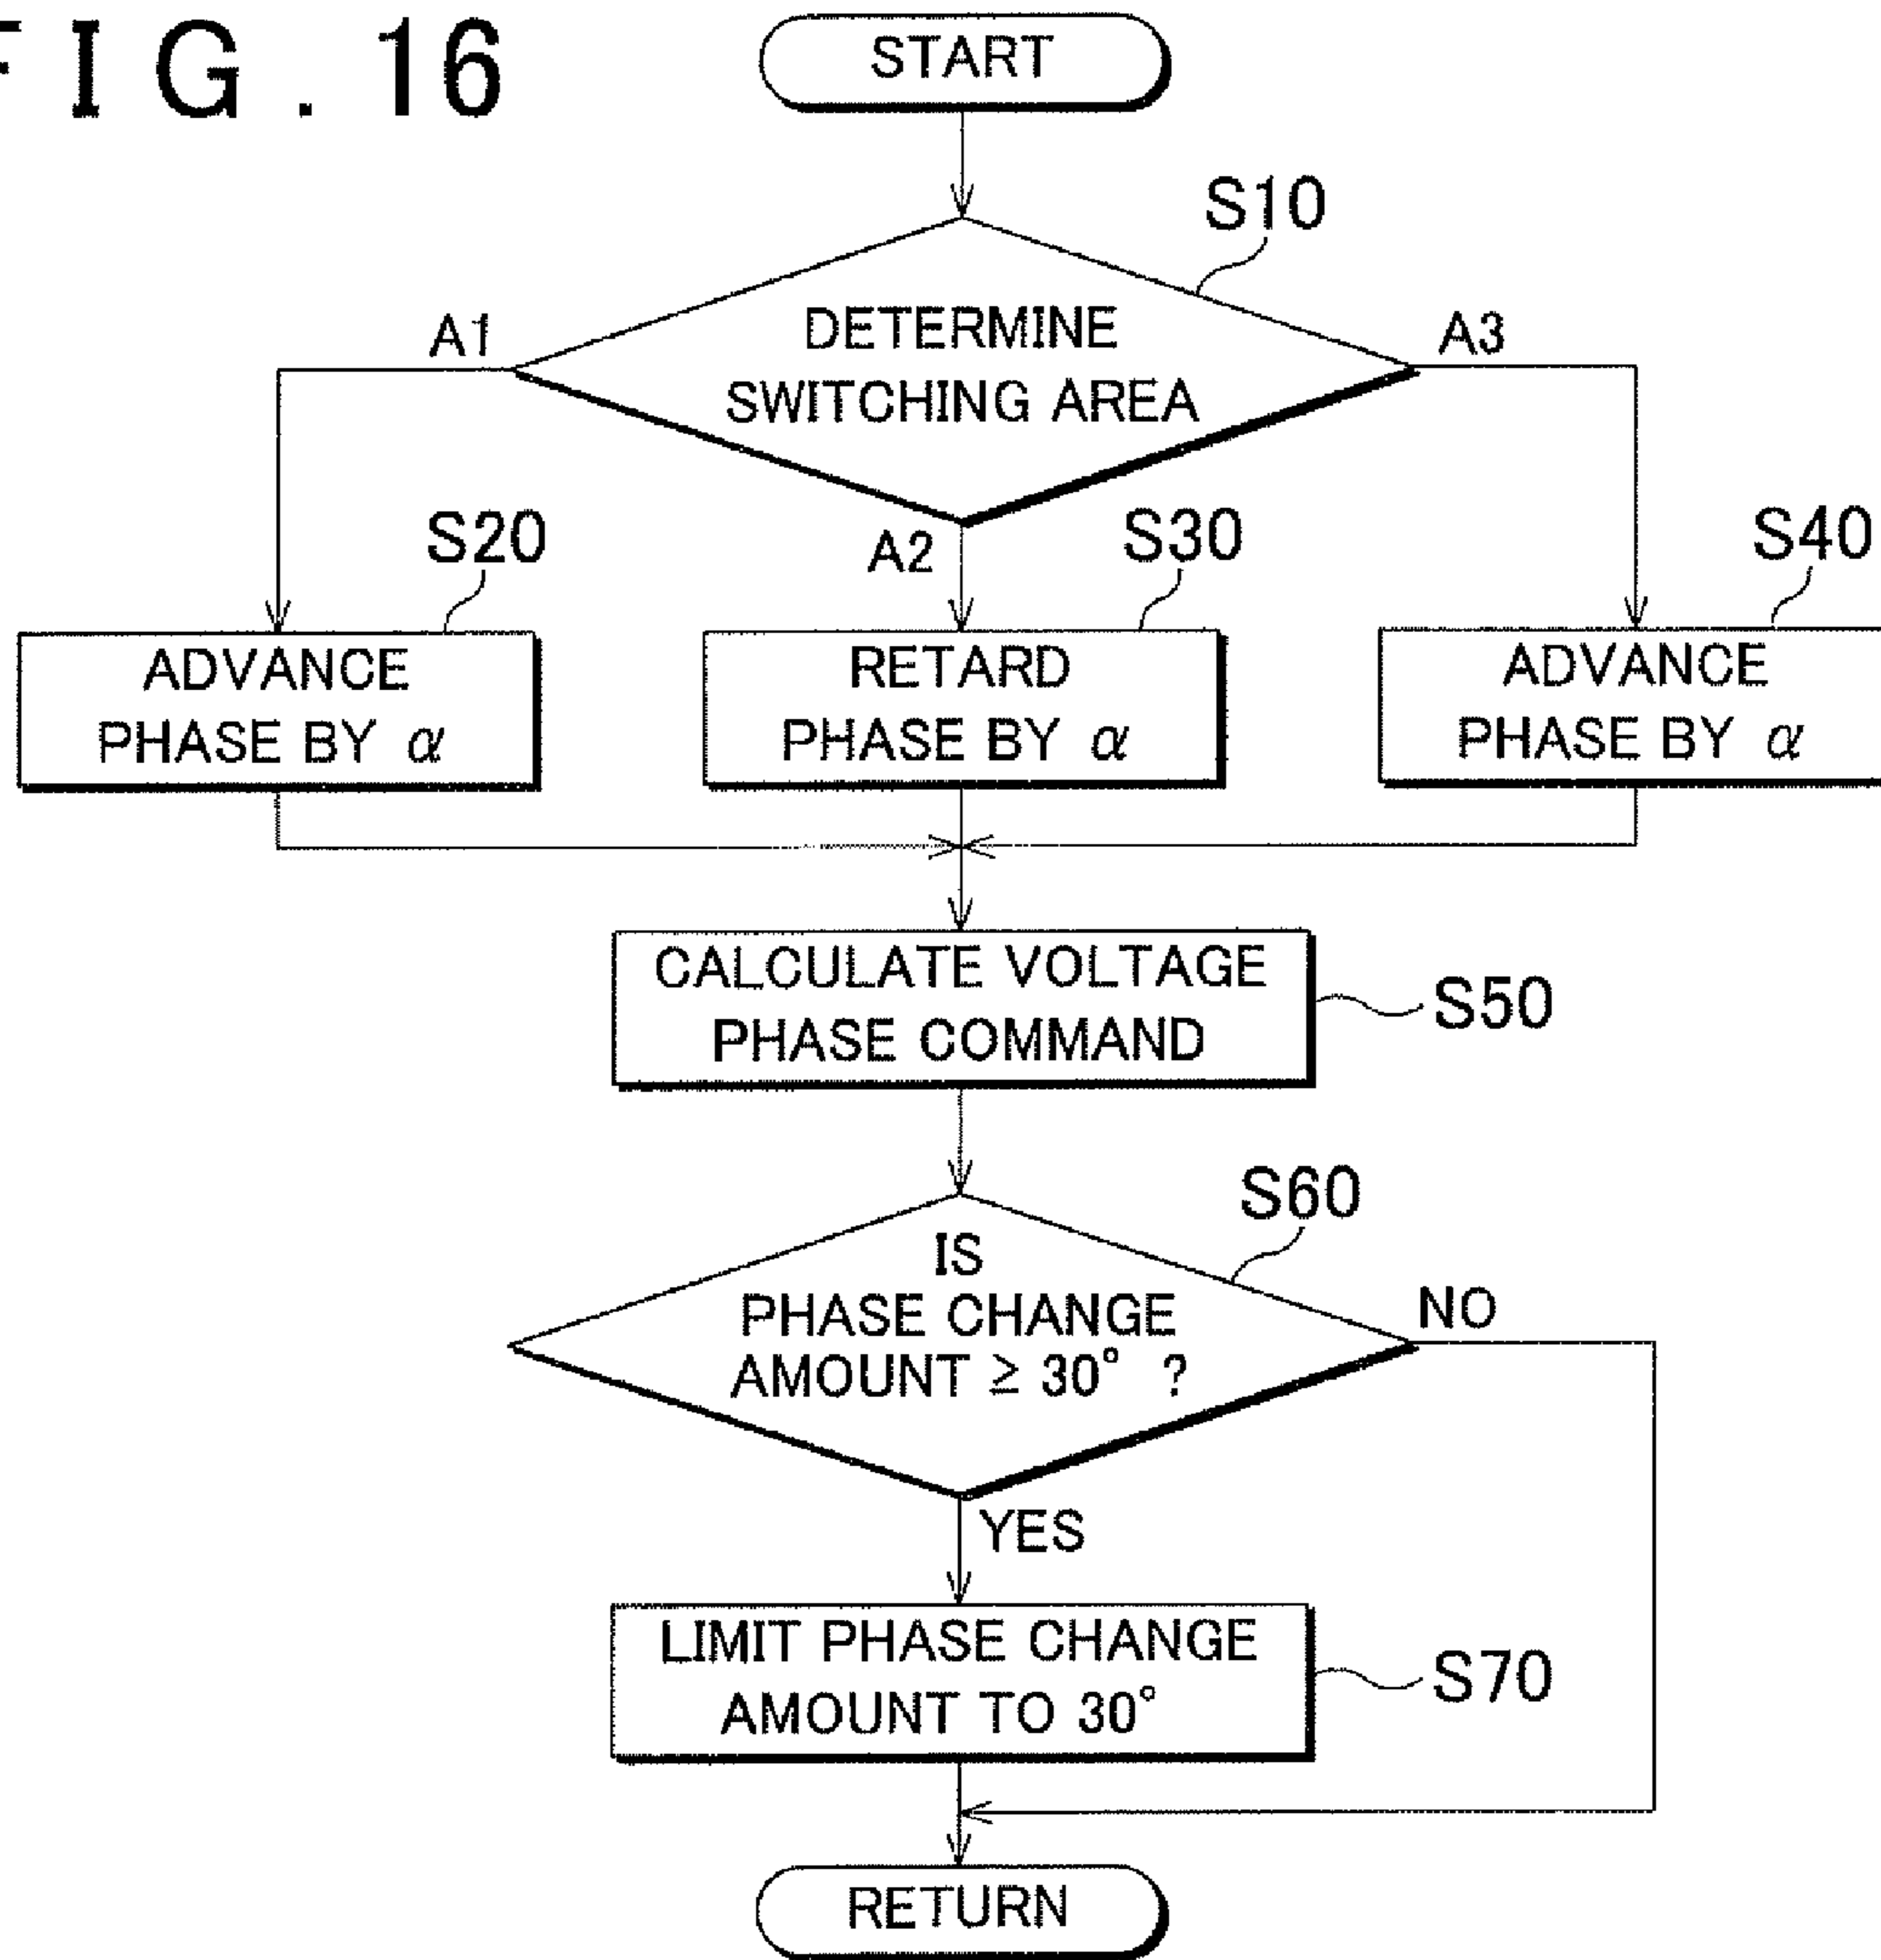 FIG. 16
START
S10
DETERMINE
SWITCHING AREA
A1
A2
A3
S20
ADVANCE
PHASE BY α
S30
RETARD
PHASE BY α
S40
ADVANCE
PHASE BY α
CALCULATE VOLTAGE
PHASE COMMAND
S50
S60
IS
PHASE CHANGE
AMOUNT ≥ 30° ?
NO
YES
LIMIT PHASE CHANGE
AMOUNT TO 30°
S70
RETURN